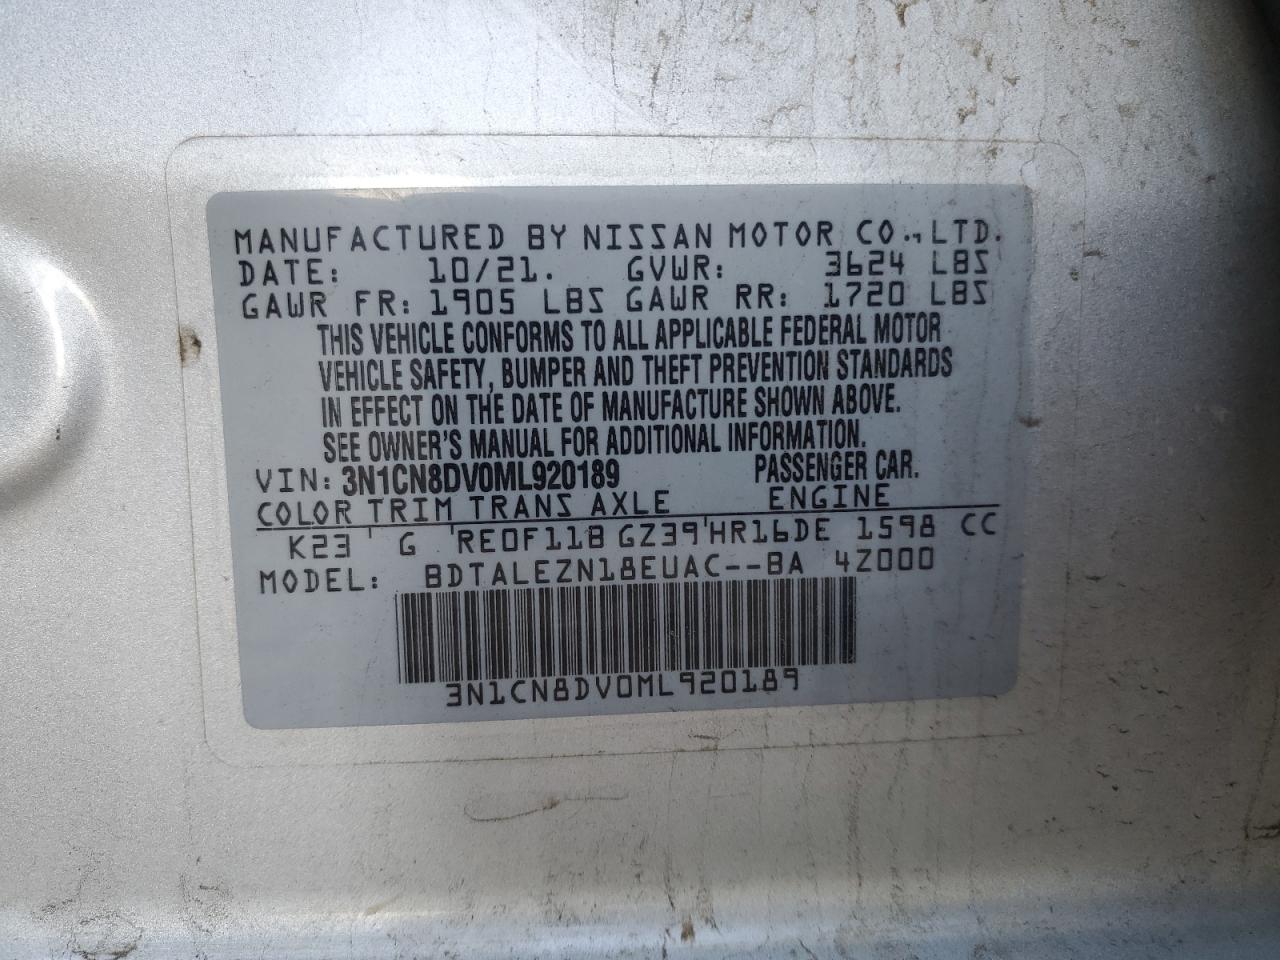 MANUFACTURED BY NISSAN MOTOR CO., LTD.
DATE: 10/21. GVWR: 3624 LBS
GAWR FR: 1905 LBS GAWR RR: 1720 LBS
THIS VEHICLE CONFORMS TO ALL APPLICABLE FEDERAL MOTOR
VEHICLE SAFETY, BUMPER AND THEFT PREVENTION STANDARDS
IN EFFECT ON THE DATE OF MANUFACTURE SHOWN ABOVE.
SEE OWNER'S MANUAL FOR ADDITIONAL INFORMATION.
VIN: 3N1CN8DV0ML920189 PASSENGER CAR.
COLOR TRIM TRANS AXLE ENGINE
K23 ' G 'RE0F11B GZ39'HR16DE 1598 CC
MODEL: BDTALEZN18EUAC--BA 4Z000
3N1CN8DV0ML920189